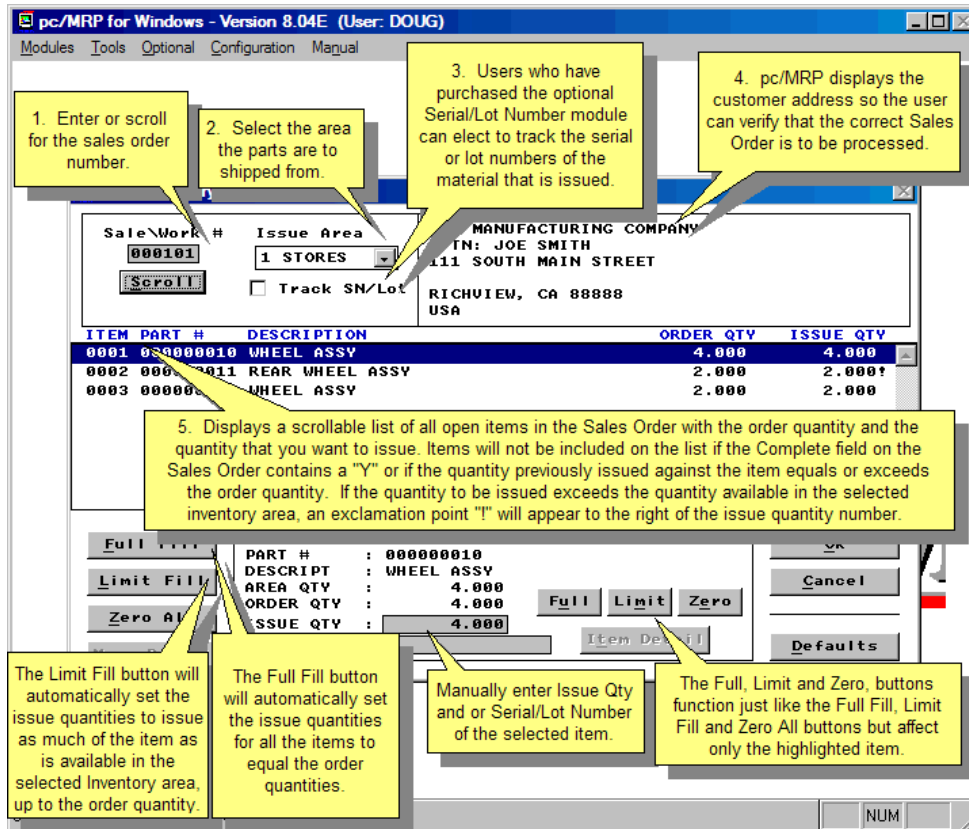 pc/MRP for Windows - Version 8.04E (User: DOUG)
Modules Tools Optional Configuration Manual
1. Enter or scroll
for the sales order
number.
2. Select the area
the parts are to
shipped from.
3. Users who have
purchased the optional
Serial/Lot Number module
can elect to track the serial
or lot numbers of the
material that is issued.
4. pc/MRP displays the
customer address so the user
can verify that the correct Sales
Order is to be processed.
Sale\Work #
000101
Scroll
Issue Area
1 STORES
Track SN/Lot
MANUFACTURING COMPANY
TN: JOE SMITH
111 SOUTH MAIN STREET
RICHVIEW, CA 88888
USA
ITEM PART # DESCRIPTION ORDER QTY ISSUE QTY
0001 000000010 WHEEL ASSY 4.000 4.000
0002 000 0011 REAR WHEEL ASSY 2.000 2.000!
0003 000000 WHEEL ASSY 2.000 2.000
5. Displays a scrollable list of all open items in the Sales Order with the order quantity and the
quantity that you want to issue. Items will not be included on the list if the Complete field on the
Sales Order contains a "Y" or if the quantity previously issued against the item equals or exceeds
the order quantity. If the quantity to be issued exceeds the quantity available in the selected
inventory area, an exclamation point "!" will appear to the right of the issue quantity number.
Full Fill
Limit Fill
Zero Al
PART # : 000000010
DESCRIPT : WHEEL ASSY
AREA QTY : 4.000
ORDER QTY : 4.000
ISSUE QTY : 4.000
Full Limit Zero
Item Detail
OK
Cancel
Defaults
The Limit Fill button will
automatically set the
issue quantities to issue
as much of the item as
is available in the
selected Inventory area,
up to the order quantity.
The Full Fill button
will automatically set
the issue quantities
for all the items to
equal the order
quantities.
Manually enter Issue Qty
and or Serial/Lot Number
of the selected item.
The Full, Limit and Zero, buttons
function just like the Full Fill, Limit
Fill and Zero All buttons but affect
only the highlighted item.
NUM